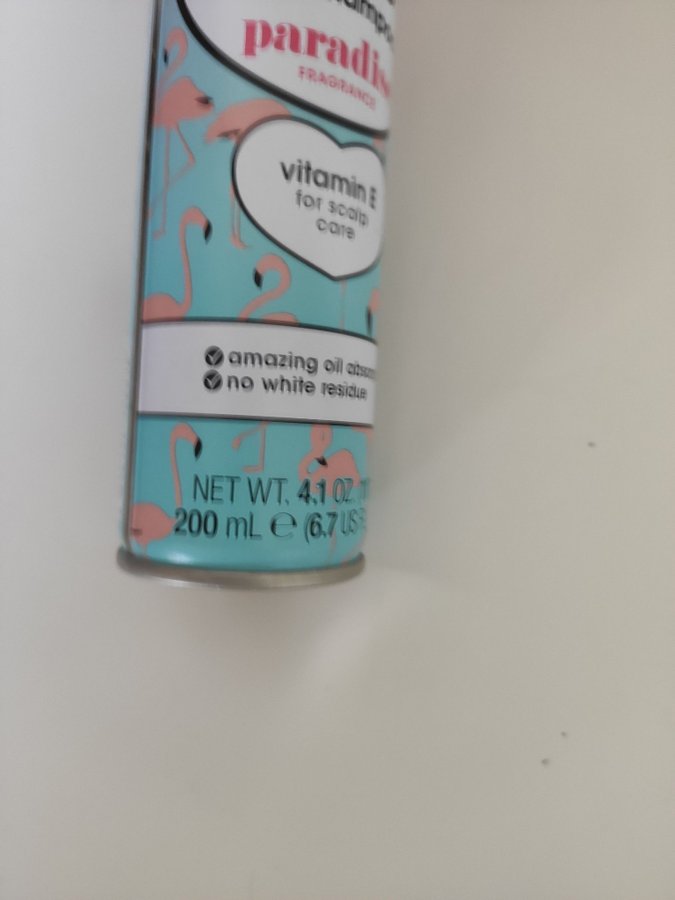 paradis
FRAGRANCE
vitamin E
for scalp
care
amazing oil
no white residue
NET WT. 4.1 OZ.
200 mL ℮ (6.7 US